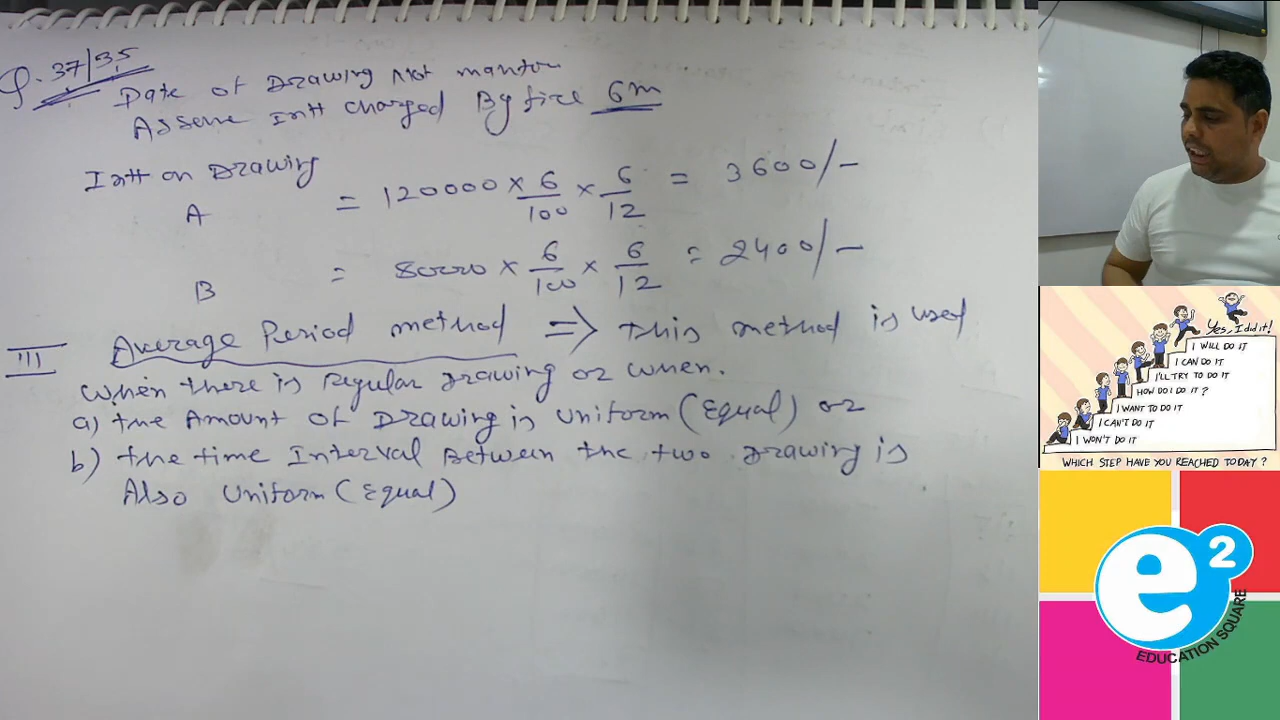 Q. 37/35
Date of Drawing Not mantion
Assume Intt charged By fire 6m
Intt on Drawing
A = 120000 × 6/100 × 6/12 = 3600/-
B = 80000 × 6/100 × 6/12 = 2400/-
III Average Period method ⇒ This method is used
when there is Regular Drawing or when.
a) the Amount of Drawing is uniform (Equal) or
b) the time Interval Between the two Drawing is
Also Uniform (Equal)
Yes, I did it!
I WILL DO IT
I CAN DO IT
I'LL TRY TO DO IT
HOW DO I DO IT?
I WANT TO DO IT
I CAN'T DO IT
I WON'T DO IT
WHICH STEP HAVE YOU REACHED TODAY?
e2
EDUCATION SQUARE